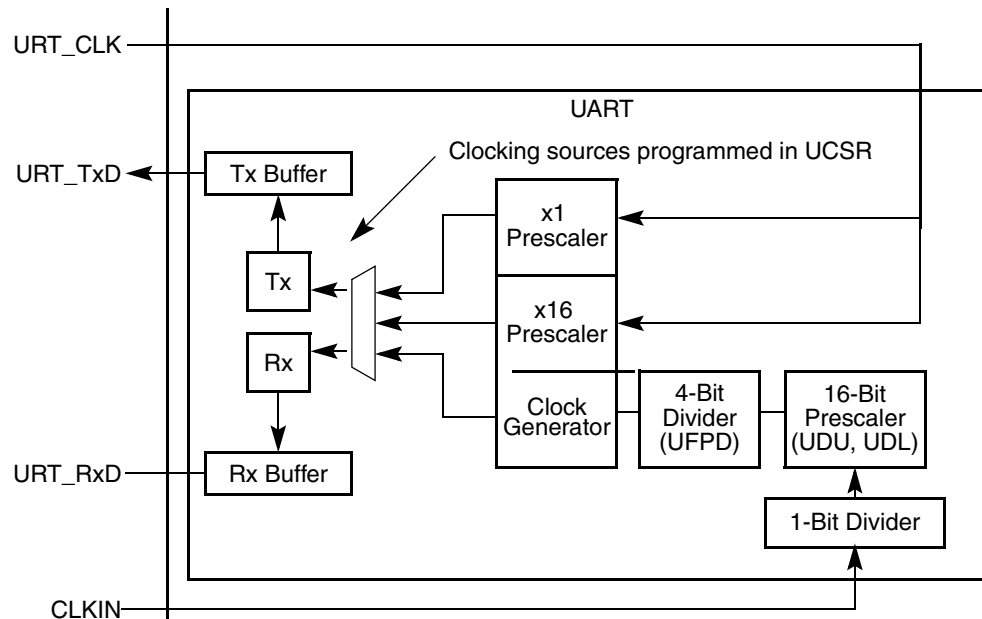 URT_CLK
UART
Clocking sources programmed in UCSR
URT_TxD
Tx Buffer
x1
Prescaler
Tx
x16
Prescaler
Rx
Clock
Generator
4-Bit
Divider
(UFPD)
16-Bit
Prescaler
(UDU, UDL)
URT_RxD
Rx Buffer
1-Bit Divider
CLKIN